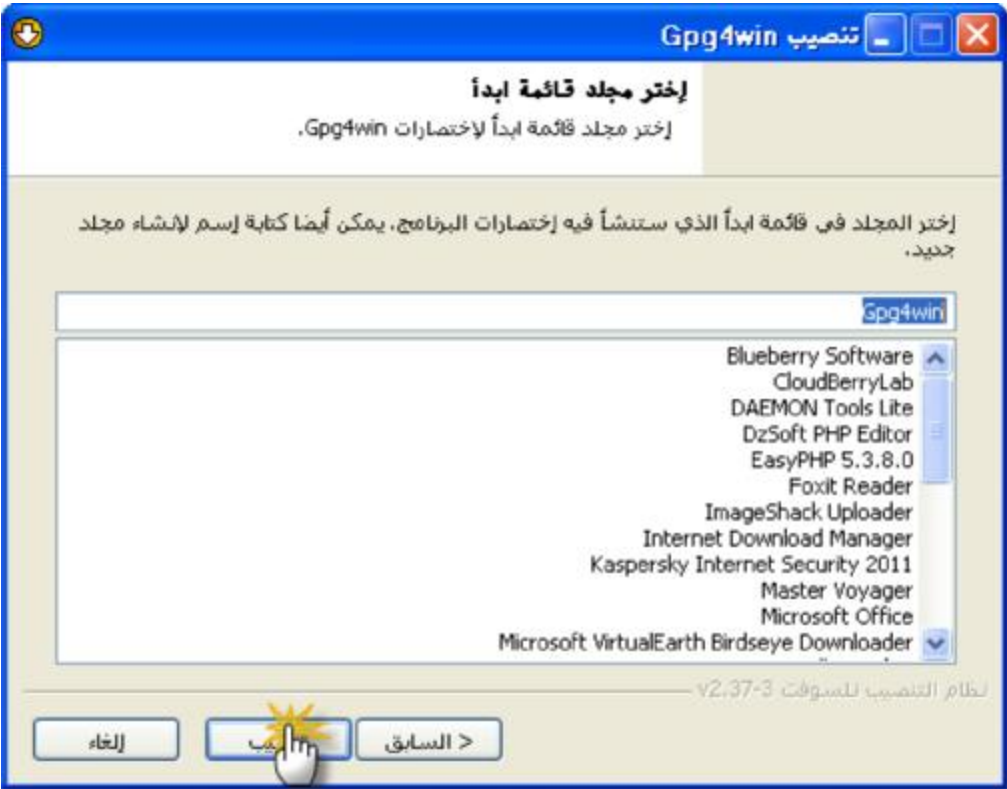 تنصيب Gpg4win
إختر مجلد قائمة ابدأ
إختر مجلد قائمة ابدأ لإختصارات Gpg4win.
إختر المجلد في قائمة ابدأ الذي ستنشأ فيه إختصارات البرنامج. يمكن أيضا كتابة إسم لانشاء مجلد
جديد.
Gpg4win
Blueberry Software
CloudBerryLab
DAEMON Tools Lite
DzSoft PHP Editor
EasyPHP 5.3.8.0
Foxit Reader
ImageShack Uploader
Internet Download Manager
Kaspersky Internet Security 2011
Master Voyager
Microsoft Office
Microsoft VirtualEarth Birdseye Downloader
نظام التنصيب للسوفت v2.37-3
< السابق
إلغاء